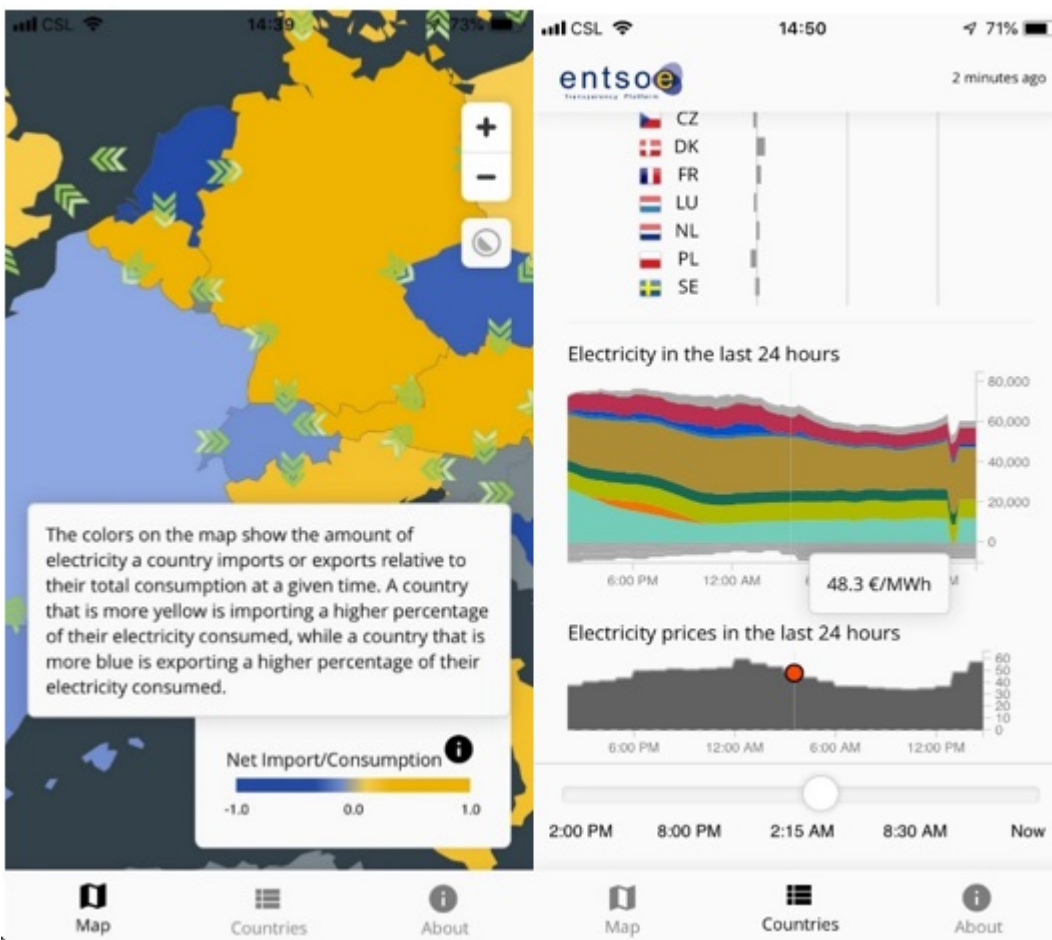 CSL
14:39
73%
+
−
The colors on the map show the amount of
electricity a country imports or exports relative to
their total consumption at a given time. A country
that is more yellow is importing a higher percentage
of their electricity consumed, while a country that is
more blue is exporting a higher percentage of their
electricity consumed.
Net Import/Consumption
-1.0 0.0 1.0
Map Countries About
CSL 14:50 71%
entsoe
Transparency Platform
2 minutes ago
CZ
DK
FR
LU
NL
PL
SE
Electricity in the last 24 hours
80,000
60,000
40,000
20,000
0
6:00 PM 12:00 AM
48.3 €/MWh
Electricity prices in the last 24 hours
60
50
40
30
20
10
0
6:00 PM 12:00 AM 6:00 AM 12:00 PM
2:00 PM 8:00 PM 2:15 AM 8:30 AM Now
Map Countries About